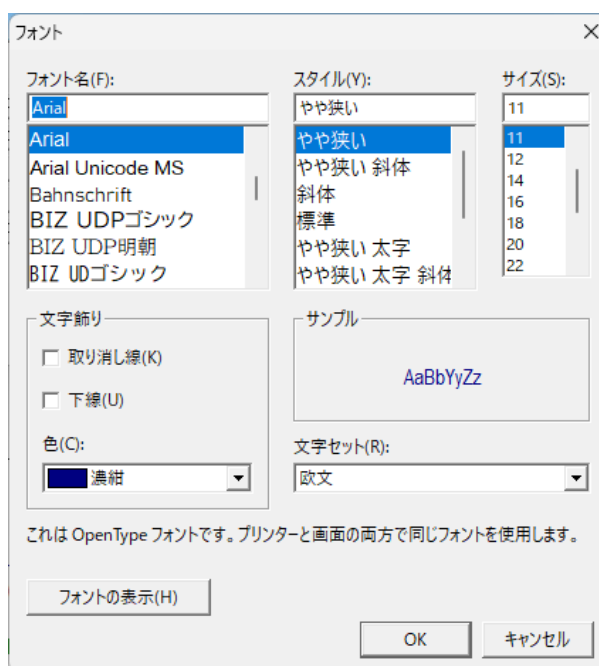 フォント
フォント名(F):
Arial
Arial
Arial Unicode MS
Bahnschrift
BIZ UDPゴシック
BIZ UDP明朝
BIZ UDゴシック
スタイル(Y):
やや狭い
やや狭い
やや狭い 斜体
斜体
標準
やや狭い 太字
やや狭い 太字 斜体
サイズ(S):
11
11
12
14
16
18
20
22
文字飾り
取り消し線(K)
下線(U)
色(C):
濃紺
サンプル
AaBbYyZz
文字セット(R):
欧文
これは OpenType フォントです。プリンターと画面の両方で同じフォントを使用します。
フォントの表示(H)
OK
キャンセル